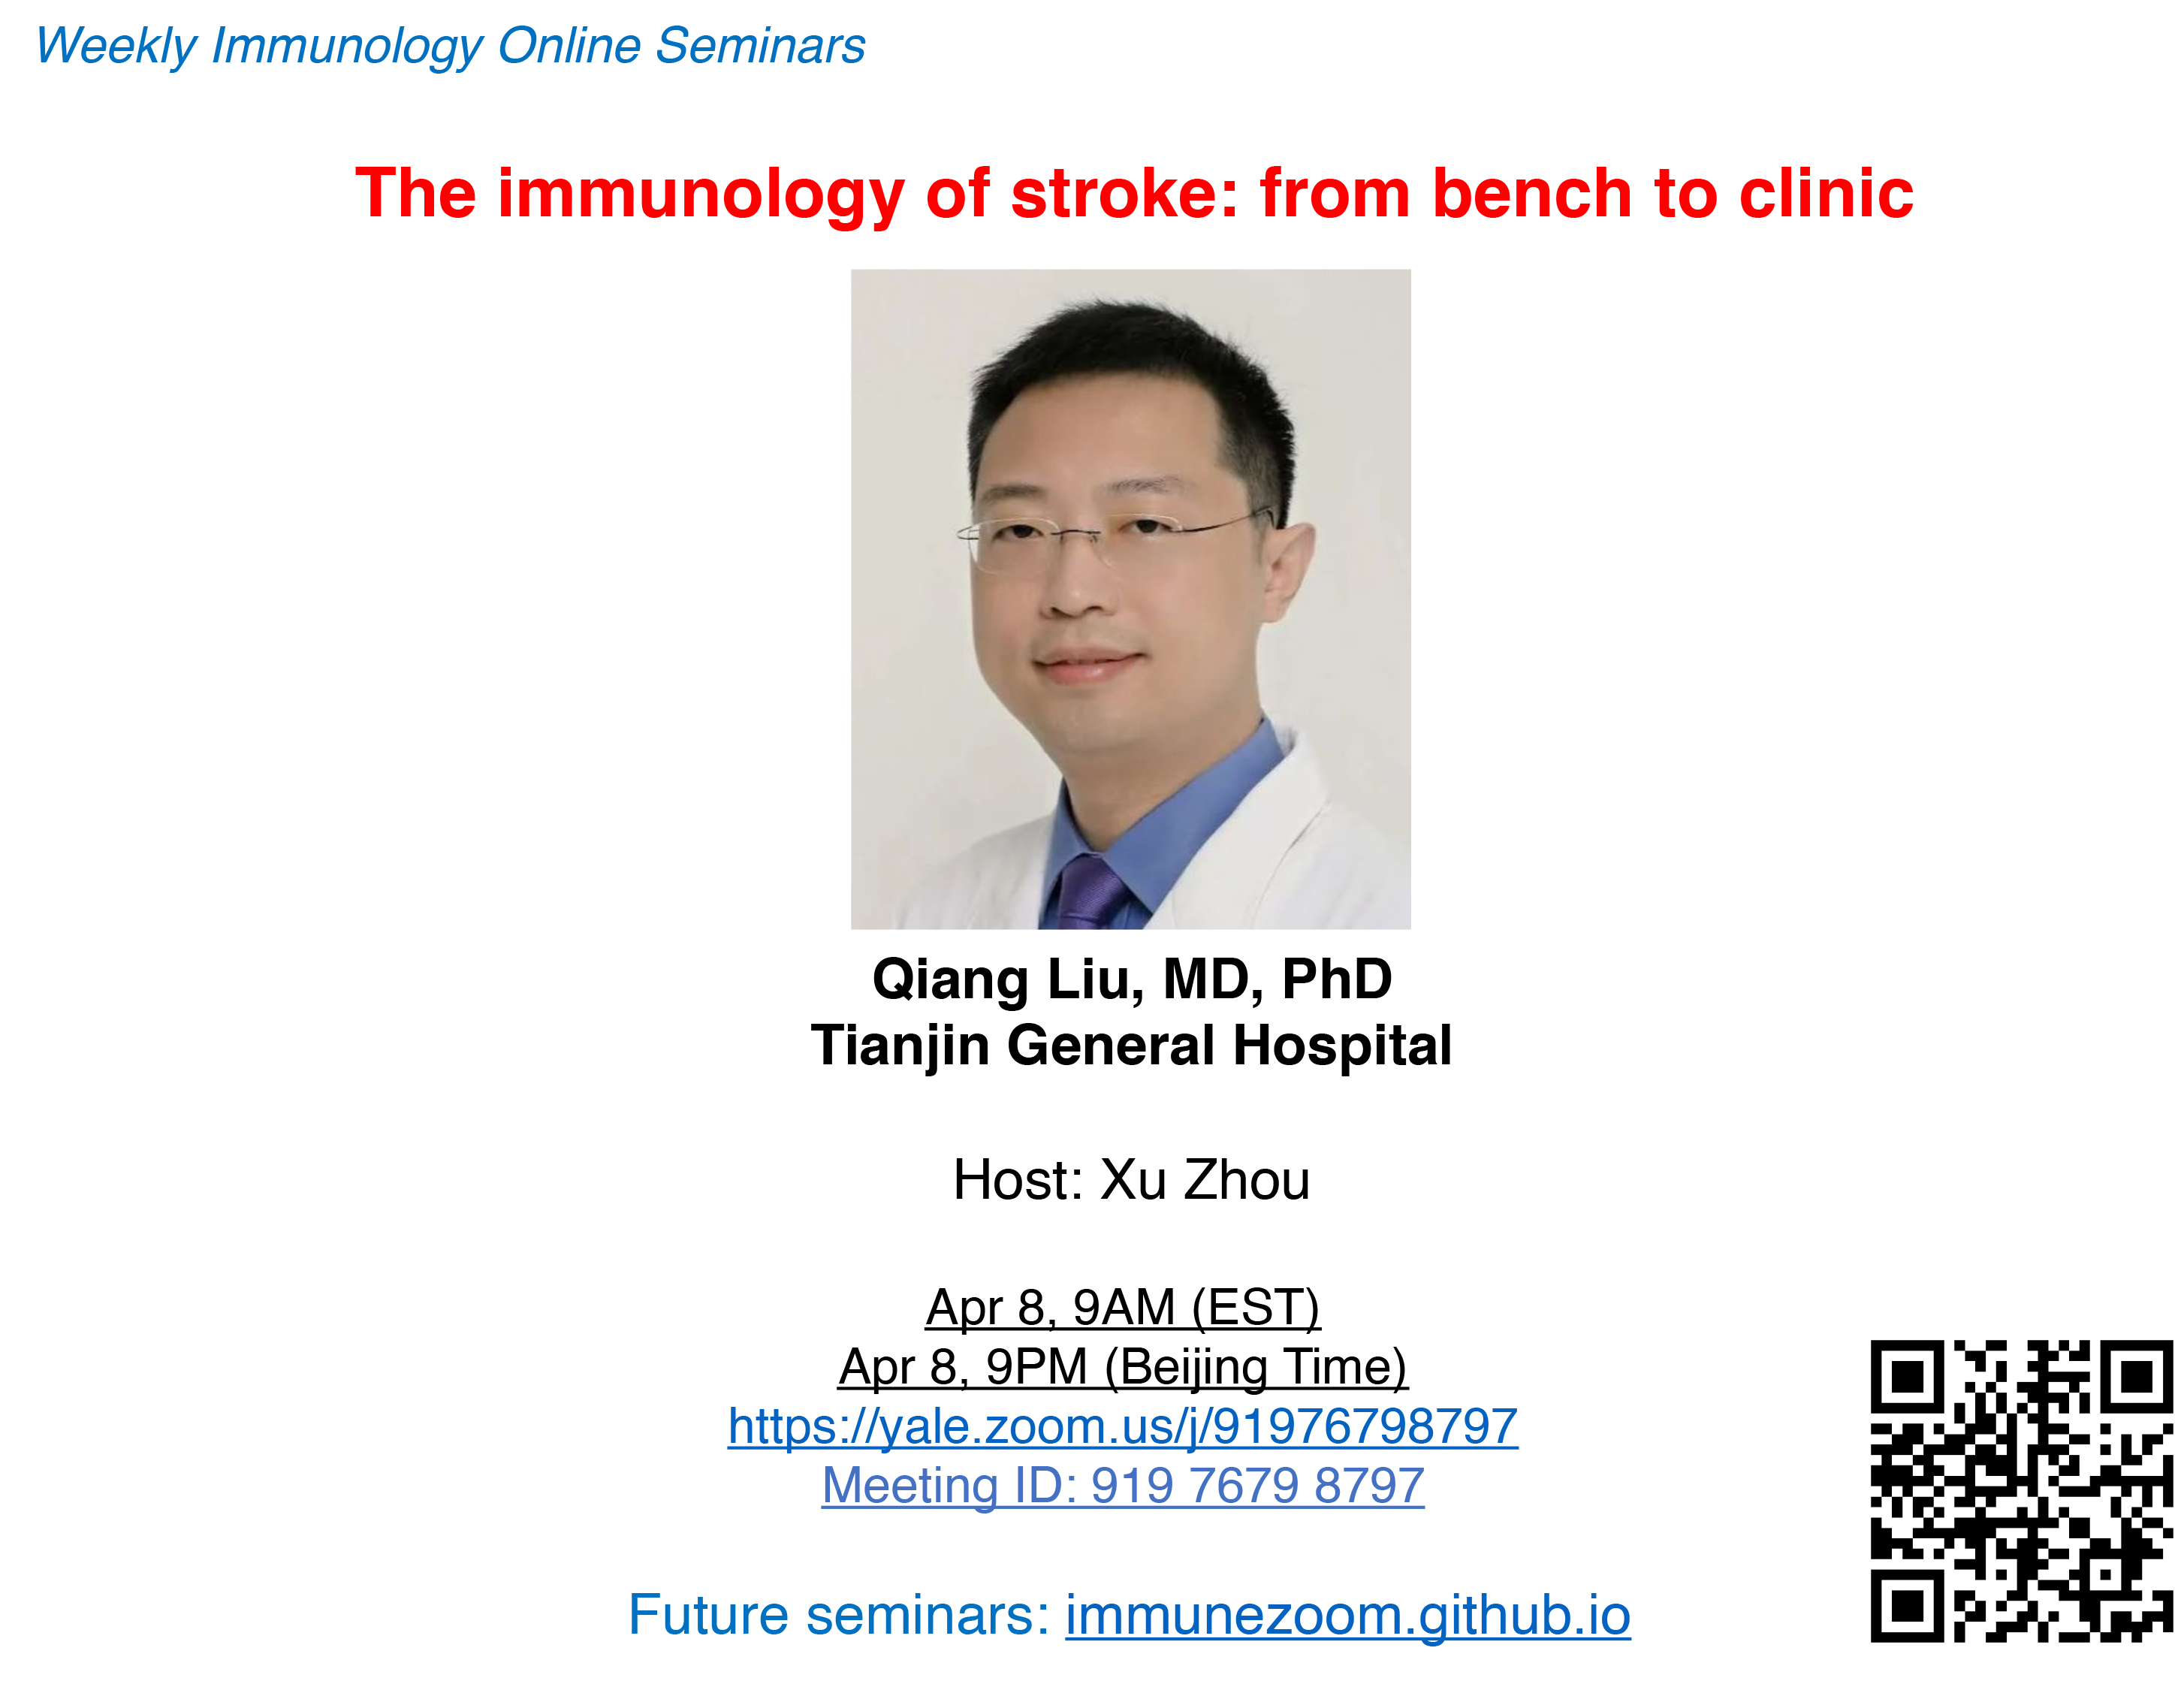 Weekly Immunology Online Seminars
The immunology of stroke: from bench to clinic
Qiang Liu, MD, PhD
Tianjin General Hospital
Host: Xu Zhou
Apr 8, 9AM (EST)
Apr 8, 9PM (Beijing Time)
https://yale.zoom.us/j/91976798797
Meeting ID: 919 7679 8797
Future seminars: immunezoom.github.io